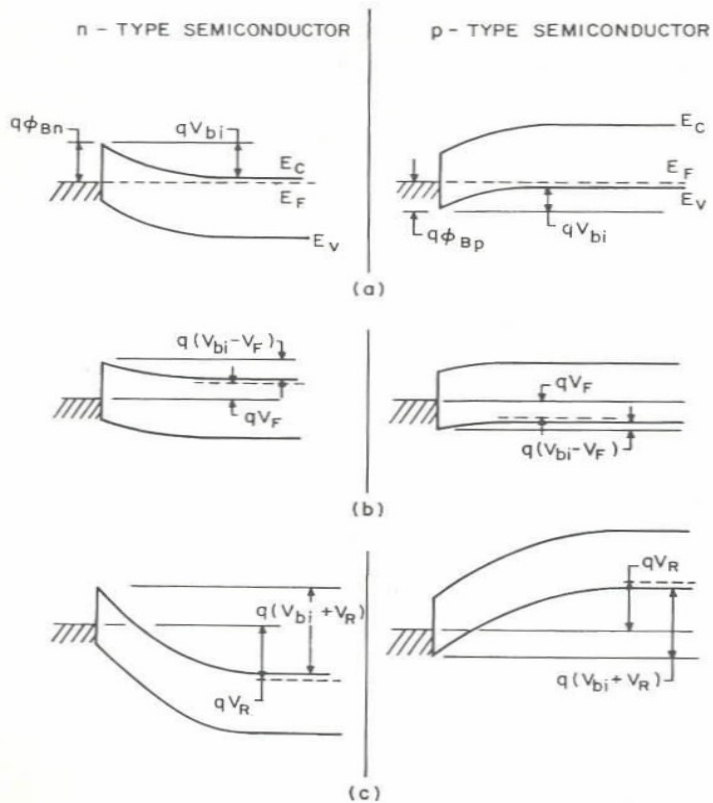 n - TYPE SEMICONDUCTOR
p - TYPE SEMICONDUCTOR
qϕBn
qVbi
EC
EF
EV
EC
EF
EV
qϕBp
qVbi
(a)
q(Vbi-VF)
qVF
qVF
q(Vbi-VF)
(b)
q(Vbi+VR)
qVR
qVR
q(Vbi+VR)
(c)